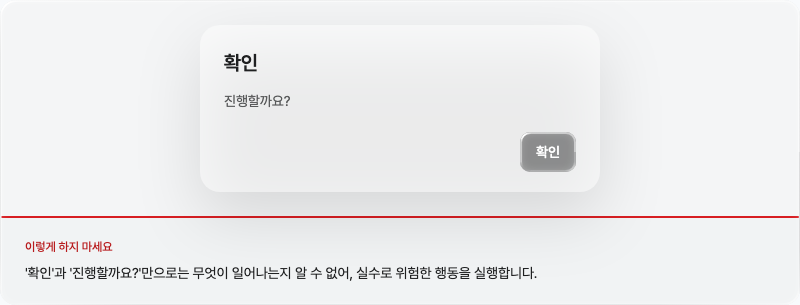 확인
진행할까요?
확인
이렇게 하지 마세요
'확인'과 '진행할까요?'만으로는 무엇이 일어나는지 알 수 없어, 실수로 위험한 행동을 실행합니다.